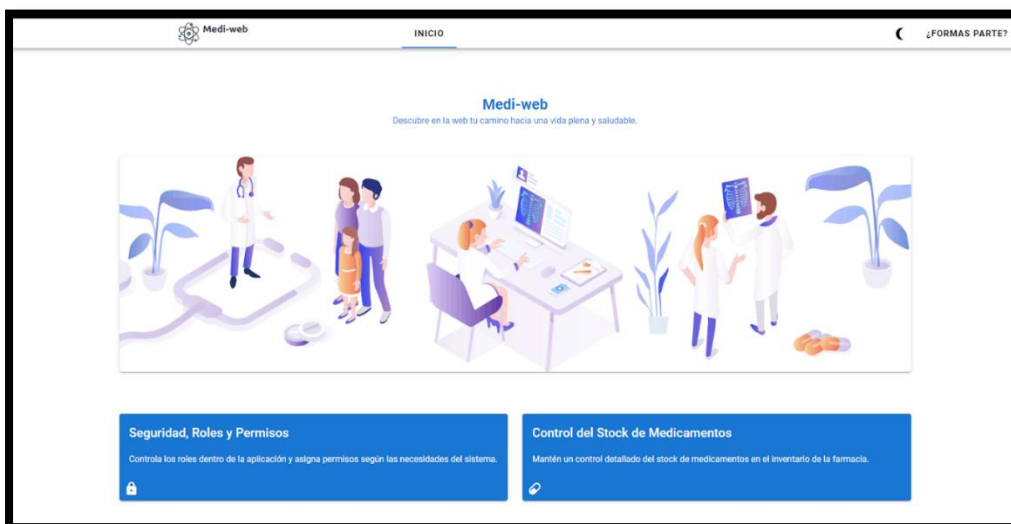 Medi-web
INICIO
¿FORMAS PARTE?
Medi-web
Descubre en la web tu camino hacia una vida plena y saludable.
Seguridad, Roles y Permisos
Controla los roles dentro de la aplicación y asigna permisos según las necesidades del sistema.
Control del Stock de Medicamentos
Mantén un control detallado del stock de medicamentos en el inventario de la farmacia.